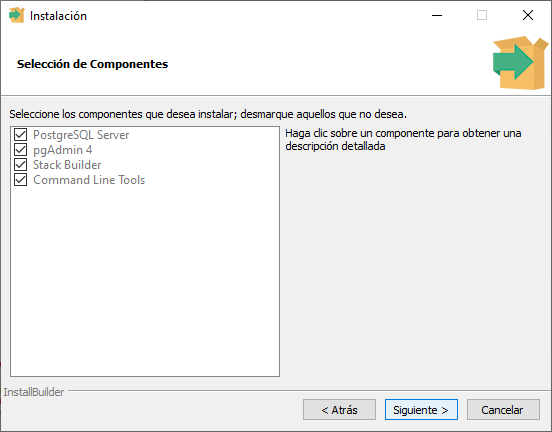 Instalación
Selección de Componentes
Seleccione los componentes que desea instalar; desmarque aquellos que no desea.
PostgreSQL Server
pgAdmin 4
Stack Builder
Command Line Tools
Haga clic sobre un componente para obtener una
descripción detallada
InstallBuilder
< Atrás
Siguiente >
Cancelar